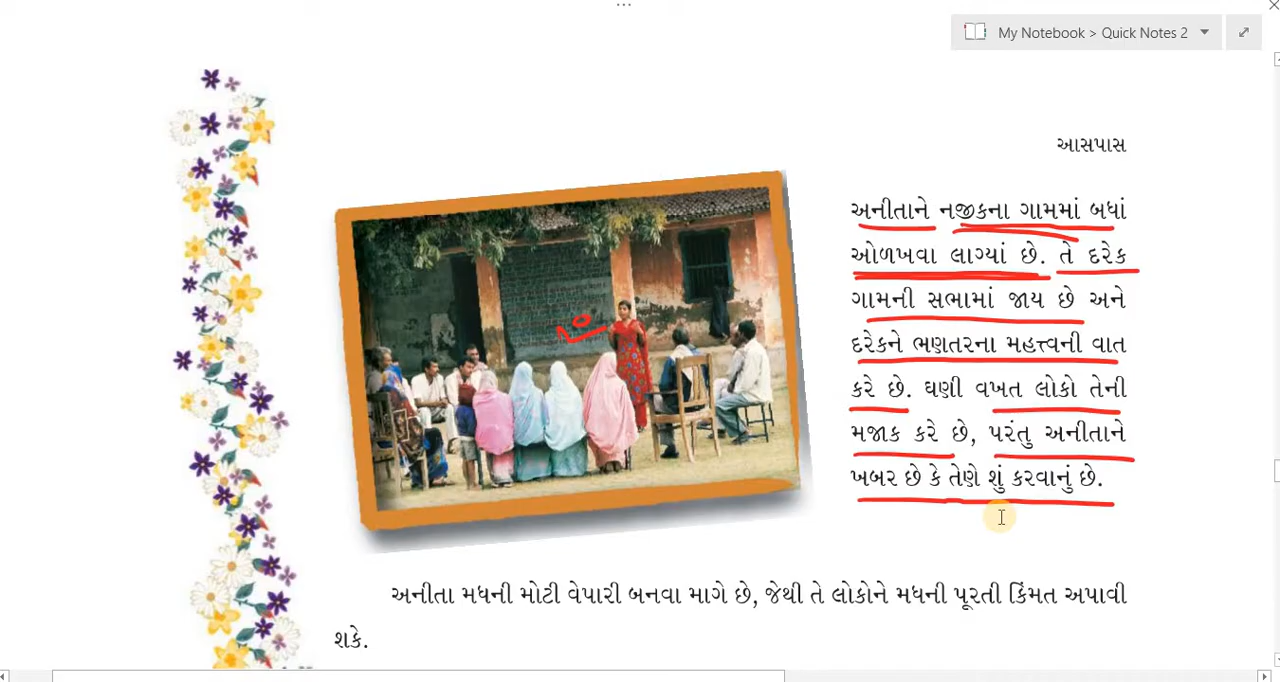 ...
My Notebook > Quick Notes 2
આસપાસ
અનીતાને નજીકના ગામમાં બધાં
ઓળખવા લાગ્યાં છે. તે દરેક
ગામની સભામાં જાય છે અને
દરેકને ભણતરના મહત્ત્વની વાત
કરે છે. ઘણી વખત લોકો તેની
મજાક કરે છે, પરંતુ અનીતાને
ખબર છે કે તેણે શું કરવાનું છે.
અનીતા મધની મોટી વેપારી બનવા માગે છે, જેથી તે લોકોને મધની પૂરતી કિંમત અપાવી
શકે.